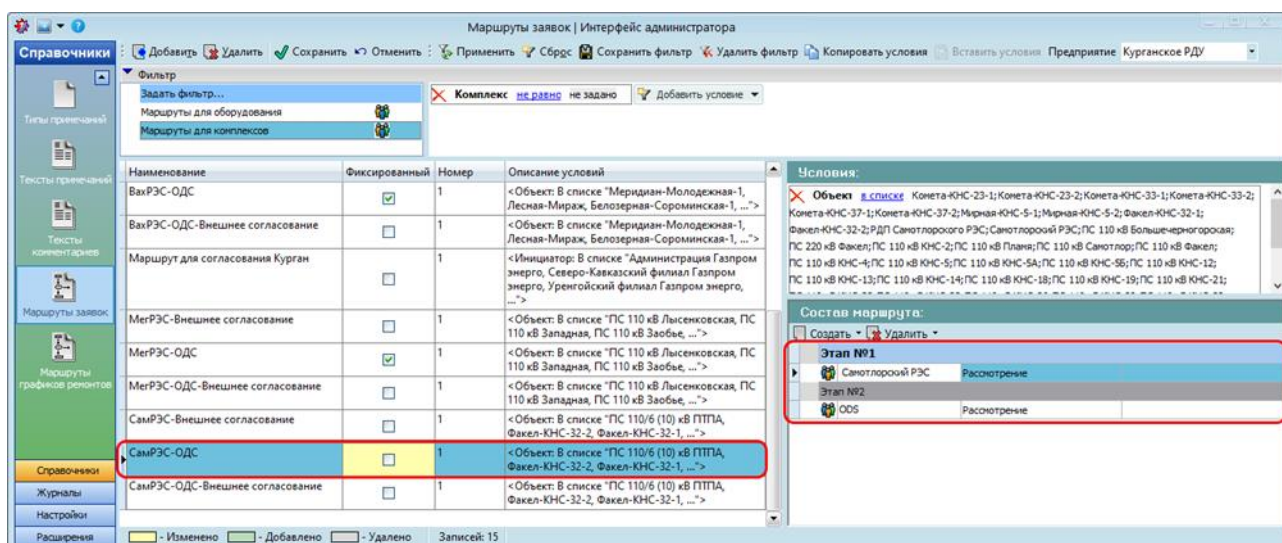 Маршруты заявок | Интерфейс администратора
Справочники
Добавить Удалить Сохранить Отменить Применить Сброс Сохранить фильтр Удалить фильтр Копировать условия Вставить условия Предприятие Курганское РДУ
Фильтр
Задать фильтр...
Маршруты для оборудования
Маршруты для комплексов
Комплекс не равно не задано Добавить условие
Типы примечаний
Тексты примечаний
Тексты
комментариев
Маршруты заявок
Маршруты
графиков ремонтов
Справочники
Журналы
Настройки
Расширения
Наименование Фиксированный Номер Описание условий
ВахРЭС-ОДС 1 <Объект: В списке "Меридиан-Молодежная-1,
Лесная-Мираж, Белозерная-Сороминская-1, ...">
ВахРЭС-ОДС-Внешнее согласование 1 <Объект: В списке "Меридиан-Молодежная-1,
Лесная-Мираж, Белозерная-Сороминская-1, ...">
Маршрут для согласования Курган 1 <Инициатор: В списке "Администрация Газпром
энерго, Северо-Кавказский филиал Газпром
энерго, Уренгойский филиал Газпром энерго,
...">
МегРЭС-Внешнее согласование 1 <Объект: В списке "ПС 110 кВ Лысенковская, ПС
110 кВ Западная, ПС 110 кВ Заобье, ...">
МегРЭС-ОДС 1 <Объект: В списке "ПС 110 кВ Лысенковская, ПС
110 кВ Западная, ПС 110 кВ Заобье, ...">
МегРЭС-ОДС-Внешнее согласование 1 <Объект: В списке "ПС 110 кВ Лысенковская, ПС
110 кВ Западная, ПС 110 кВ Заобье, ...">
СамРЭС-Внешнее согласование 1 <Объект: В списке "ПС 110/6 (10) кВ ПТПА,
Факел-КНС-32-2, Факел-КНС-32-1, ...">
СамРЭС-ОДС 1 <Объект: В списке "ПС 110/6 (10) кВ ПТПА,
Факел-КНС-32-2, Факел-КНС-32-1, ...">
СамРЭС-ОДС-Внешнее согласование 1 <Объект: В списке "ПС 110/6 (10) кВ ПТПА,
Факел-КНС-32-2, Факел-КНС-32-1, ...">
- Изменено - Добавлено - Удалено Записей: 15
Условия:
Объект в списке Комета-КНС-23-1;Комета-КНС-23-2;Комета-КНС-33-1;Комета-КНС-33-2;
Комета-КНС-37-1;Комета-КНС-37-2;Мирная-КНС-5-1;Мирная-КНС-5-2;Факел-КНС-32-1;
Факел-КНС-32-2;РДП Самотлорского РЭС;Самотлорский РЭС;ПС 110 кВ Большечерногорская;
ПС 220 кВ Факел;ПС 110 кВ КНС-2;ПС 110 кВ Планя;ПС 110 кВ Самотлор;ПС 110 кВ Факел;
ПС 110 кВ КНС-4;ПС 110 кВ КНС-5;ПС 110 кВ КНС-5А;ПС 110 кВ КНС-5Б;ПС 110 кВ КНС-12;
ПС 110 кВ КНС-13;ПС 110 кВ КНС-14;ПС 110 кВ КНС-18;ПС 110 кВ КНС-19;ПС 110 кВ КНС-21;
Состав маршрута:
Создать Удалить
Этап №1
Самотлорский РЭС Рассмотрение
Этап №2
ODS Рассмотрение